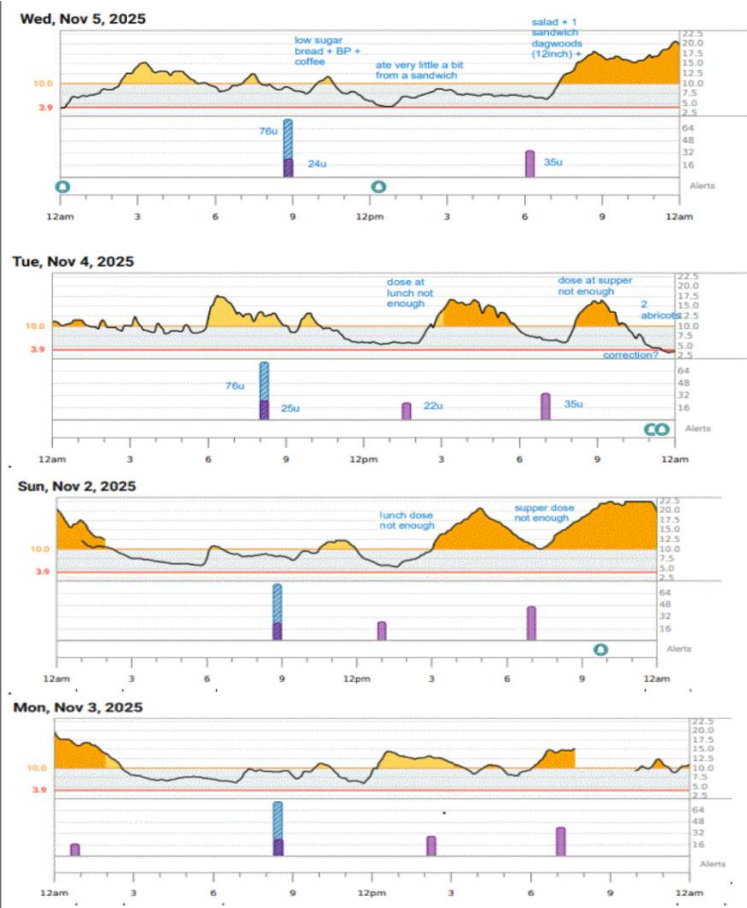 Wed, Nov 5, 2025
low sugar
bread + BP +
coffee
ate very little a bit
from a sandwich
salad + 1
sandwich
dagwoods
(12inch) +
22.5
20.0
17.5
15.0
12.5
10.0
7.5
5.0
2.5
10.0
3.9
76u
24u
35u
64
48
32
16
Alerts
12am 3 6 9 12pm 3 6 9 12am
Tue, Nov 4, 2025
dose at
lunch not
enough
dose at supper
not enough
2
abricots
correction?
22.5
20.0
17.5
15.0
12.5
10.0
7.5
5.0
2.5
10.0
3.9
76u
25u
22u
35u
64
48
32
16
Alerts
12am 3 6 9 12pm 3 6 9 12am
Sun, Nov 2, 2025
lunch dose
not enough
supper dose
not enough
22.5
20.0
17.5
15.0
12.5
10.0
7.5
5.0
2.5
10.0
3.9
64
48
32
16
Alerts
12am 3 6 9 12pm 3 6 9 12am
Mon, Nov 3, 2025
22.5
20.0
17.5
15.0
12.5
10.0
7.5
5.0
2.5
10.0
3.9
64
48
32
16
Alerts
12am 3 6 9 12pm 3 6 9 12am